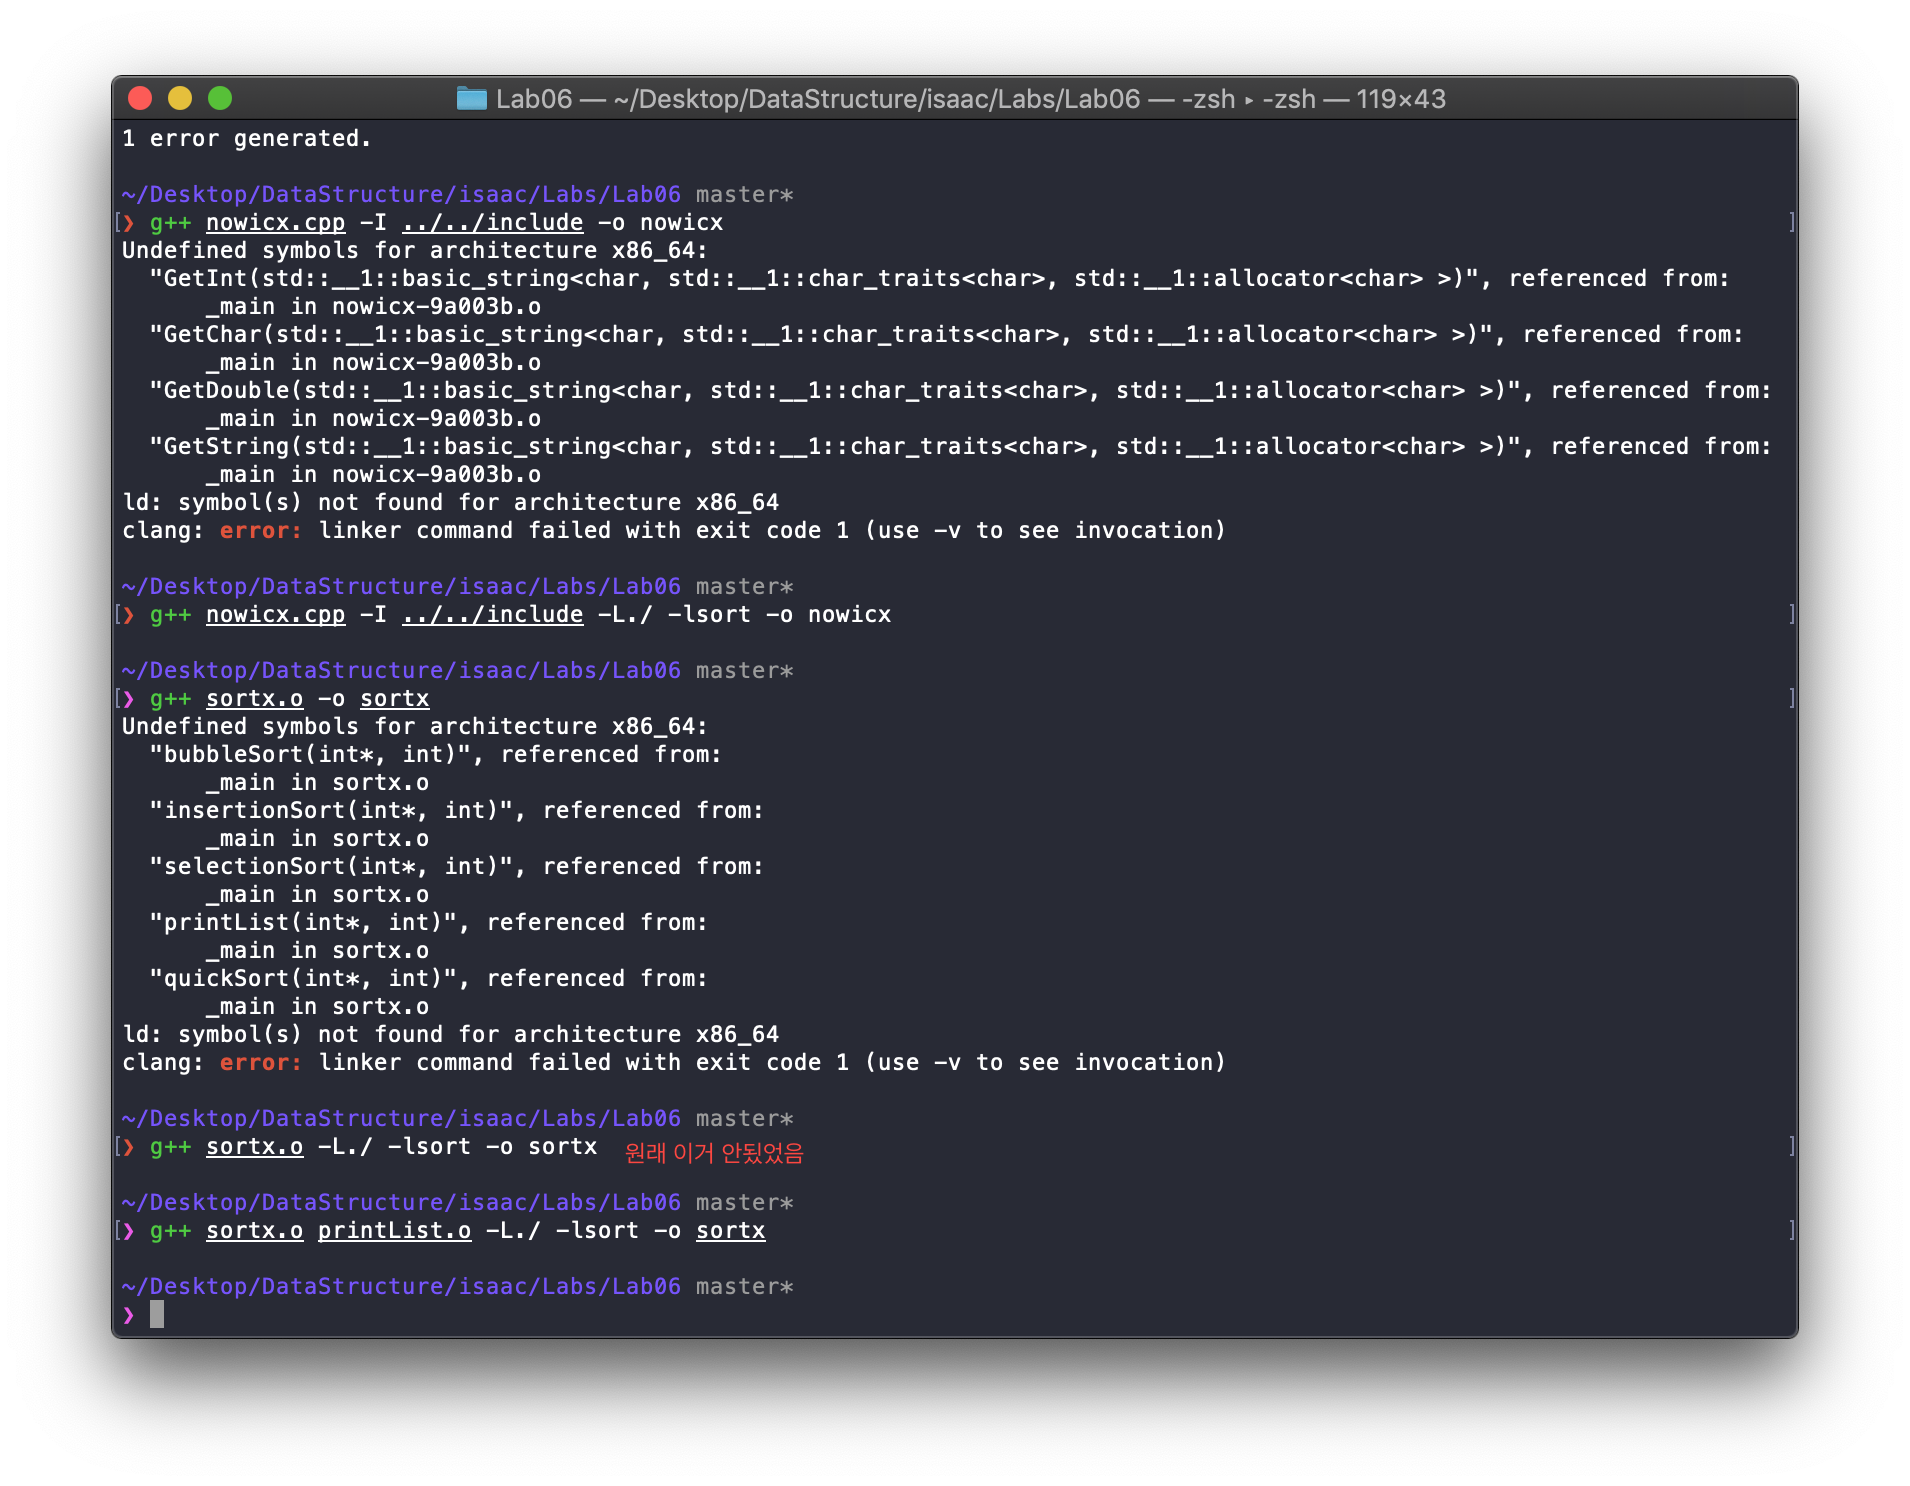 Lab06 — ~/Desktop/DataStructure/isaac/Labs/Lab06 — -zsh ▸ -zsh — 119×43
1 error generated.
~/Desktop/DataStructure/isaac/Labs/Lab06 master*
[❯ g++ nowicx.cpp -I ../../include -o nowicx ]
Undefined symbols for architecture x86_64:
"GetInt(std::__1::basic_string<char, std::__1::char_traits<char>, std::__1::allocator<char> >)", referenced from:
_main in nowicx-9a003b.o
"GetChar(std::__1::basic_string<char, std::__1::char_traits<char>, std::__1::allocator<char> >)", referenced from:
_main in nowicx-9a003b.o
"GetDouble(std::__1::basic_string<char, std::__1::char_traits<char>, std::__1::allocator<char> >)", referenced from:
_main in nowicx-9a003b.o
"GetString(std::__1::basic_string<char, std::__1::char_traits<char>, std::__1::allocator<char> >)", referenced from:
_main in nowicx-9a003b.o
ld: symbol(s) not found for architecture x86_64
clang: error: linker command failed with exit code 1 (use -v to see invocation)
~/Desktop/DataStructure/isaac/Labs/Lab06 master*
[❯ g++ nowicx.cpp -I ../../include -L./ -lsort -o nowicx ]
~/Desktop/DataStructure/isaac/Labs/Lab06 master*
[❯ g++ sortx.o -o sortx ]
Undefined symbols for architecture x86_64:
"bubbleSort(int*, int)", referenced from:
_main in sortx.o
"insertionSort(int*, int)", referenced from:
_main in sortx.o
"selectionSort(int*, int)", referenced from:
_main in sortx.o
"printList(int*, int)", referenced from:
_main in sortx.o
"quickSort(int*, int)", referenced from:
_main in sortx.o
ld: symbol(s) not found for architecture x86_64
clang: error: linker command failed with exit code 1 (use -v to see invocation)
~/Desktop/DataStructure/isaac/Labs/Lab06 master*
[❯ g++ sortx.o -L./ -lsort -o sortx 원래 이거 안됬었음 ]
~/Desktop/DataStructure/isaac/Labs/Lab06 master*
[❯ g++ sortx.o printList.o -L./ -lsort -o sortx ]
~/Desktop/DataStructure/isaac/Labs/Lab06 master*
❯